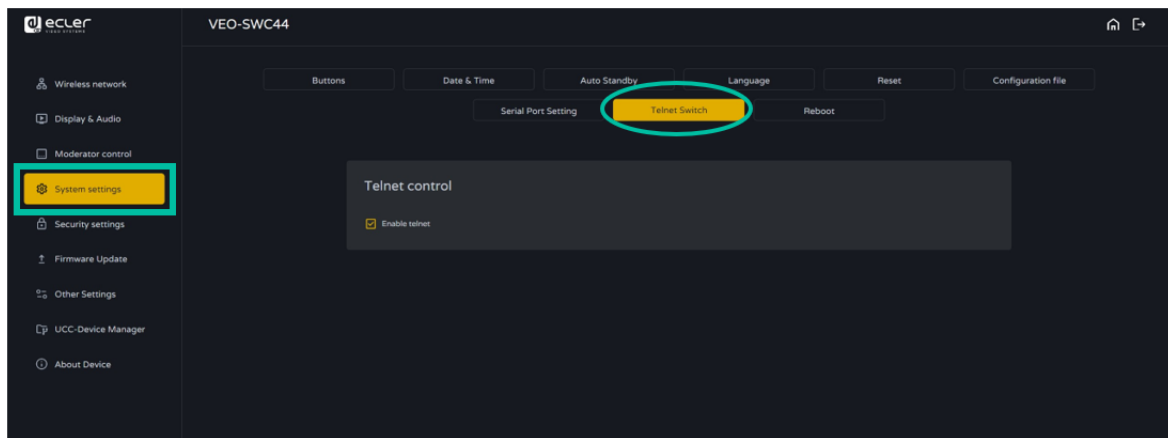 ecler
VIDEO SYSTEMS
VEO-SWC44
Wireless network
Display & Audio
Moderator control
System settings
Security settings
Firmware Update
Other Settings
UCC-Device Manager
About Device
Buttons Date & Time Auto Standby Language Reset Configuration file
Serial Port Setting Telnet Switch Reboot
Telnet control
Enable telnet